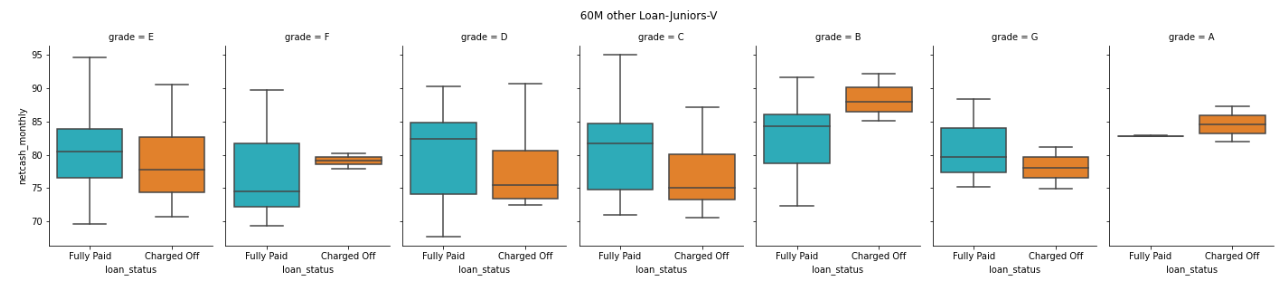 60M other Loan-Juniors-V
grade = E
grade = F
grade = D
grade = C
grade = B
grade = G
grade = A
netcash_monthly
95
90
85
80
75
70
Fully Paid Charged Off
loan_status
Fully Paid Charged Off
loan_status
Fully Paid Charged Off
loan_status
Fully Paid Charged Off
loan_status
Fully Paid Charged Off
loan_status
Fully Paid Charged Off
loan_status
Fully Paid Charged Off
loan_status